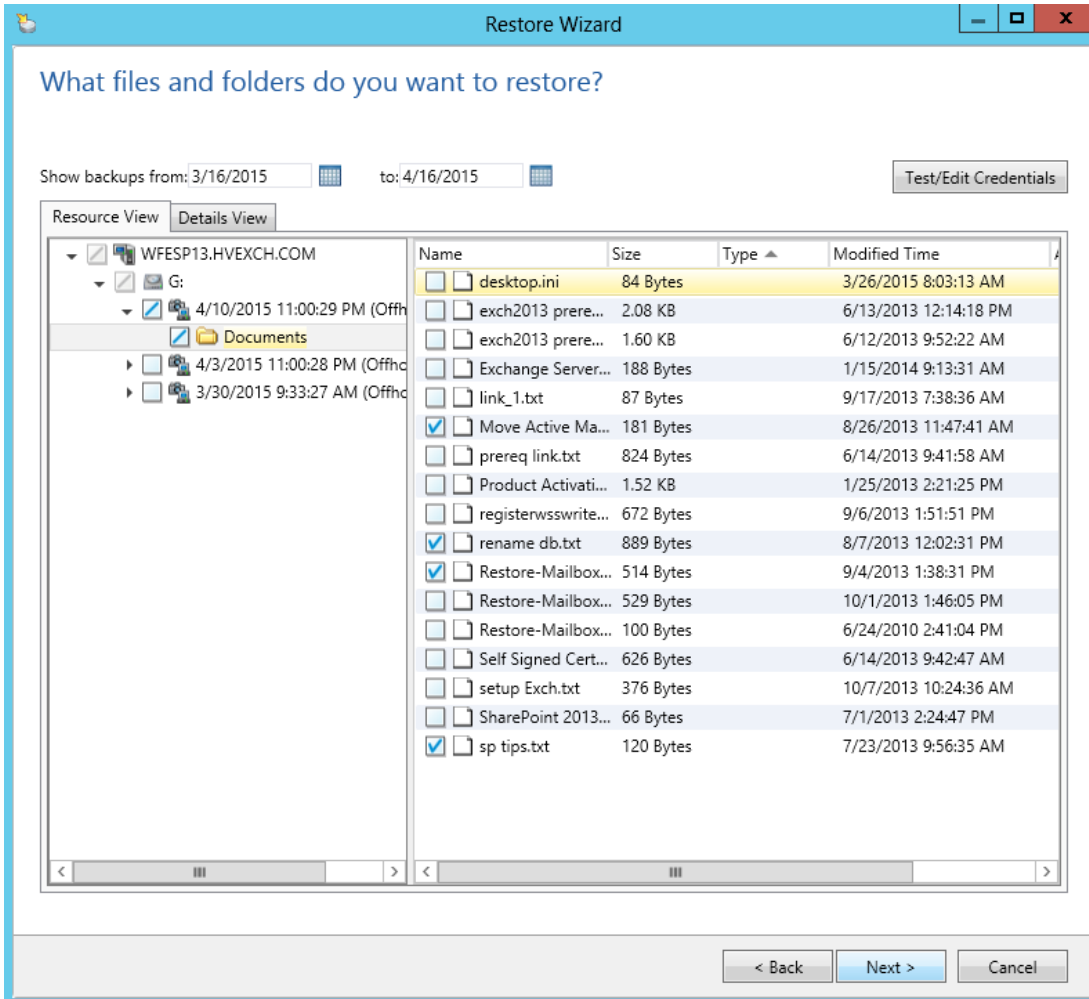 Restore Wizard
What files and folders do you want to restore?
Show backups from: 3/16/2015 to: 4/16/2015 Test/Edit Credentials
Resource View Details View
WFESP13.HVEXCH.COM
G:
4/10/2015 11:00:29 PM (Offh
Documents
4/3/2015 11:00:28 PM (Offhc
3/30/2015 9:33:27 AM (Offhc
Name Size Type Modified Time
desktop.ini 84 Bytes 3/26/2015 8:03:13 AM
exch2013 prere... 2.08 KB 6/13/2013 12:14:18 PM
exch2013 prere... 1.60 KB 6/12/2013 9:52:22 AM
Exchange Server... 188 Bytes 1/15/2014 9:13:31 AM
link_1.txt 87 Bytes 9/17/2013 7:38:36 AM
Move Active Ma... 181 Bytes 8/26/2013 11:47:41 AM
prereq link.txt 824 Bytes 6/14/2013 9:41:58 AM
Product Activati... 1.52 KB 1/25/2013 2:21:25 PM
registerwsswrite... 672 Bytes 9/6/2013 1:51:51 PM
rename db.txt 889 Bytes 8/7/2013 12:02:31 PM
Restore-Mailbox... 514 Bytes 9/4/2013 1:38:31 PM
Restore-Mailbox... 529 Bytes 10/1/2013 1:46:05 PM
Restore-Mailbox... 100 Bytes 6/24/2010 2:41:04 PM
Self Signed Cert... 626 Bytes 6/14/2013 9:42:47 AM
setup Exch.txt 376 Bytes 10/7/2013 10:24:36 AM
SharePoint 2013... 66 Bytes 7/1/2013 2:24:47 PM
sp tips.txt 120 Bytes 7/23/2013 9:56:35 AM
< Back Next > Cancel